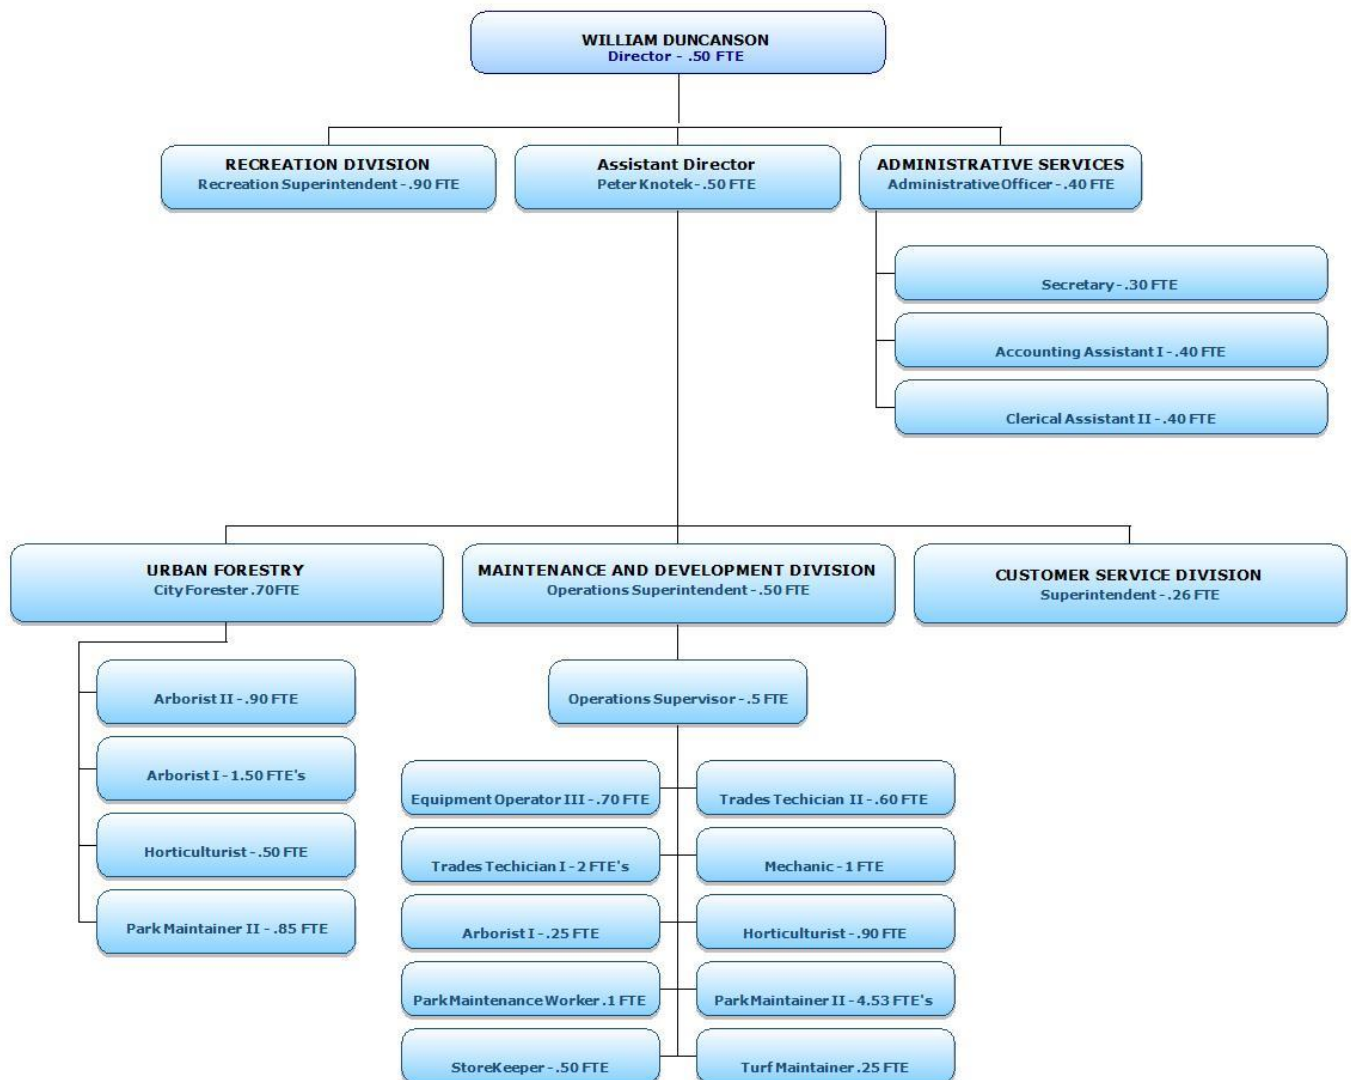 WILLIAM DUNCANSON
Director - .50 FTE
RECREATION DIVISION
Recreation Superintendent - .90 FTE
Assistant Director
Peter Knotek - .50 FTE
ADMINISTRATIVE SERVICES
Administrative Officer - .40 FTE
Secretary - .30 FTE
Accounting Assistant I - .40 FTE
Clerical Assistant II - .40 FTE
URBAN FORESTRY
City Forester .70FTE
MAINTENANCE AND DEVELOPMENT DIVISION
Operations Superintendent - .50 FTE
CUSTOMER SERVICE DIVISION
Superintendent - .26 FTE
Arborist II - .90 FTE
Arborist I - 1.50 FTE's
Horticulturist - .50 FTE
Park Maintainer II - .85 FTE
Operations Supervisor - .5 FTE
Equipment Operator III - .70 FTE
Trades Techician II - .60 FTE
Trades Techician I - 2 FTE's
Mechanic - 1 FTE
Arborist I - .25 FTE
Horticulturist - .90 FTE
Park Maintenance Worker .1 FTE
Park Maintainer II - 4.53 FTE's
StoreKeeper - .50 FTE
Turf Maintainer .25 FTE